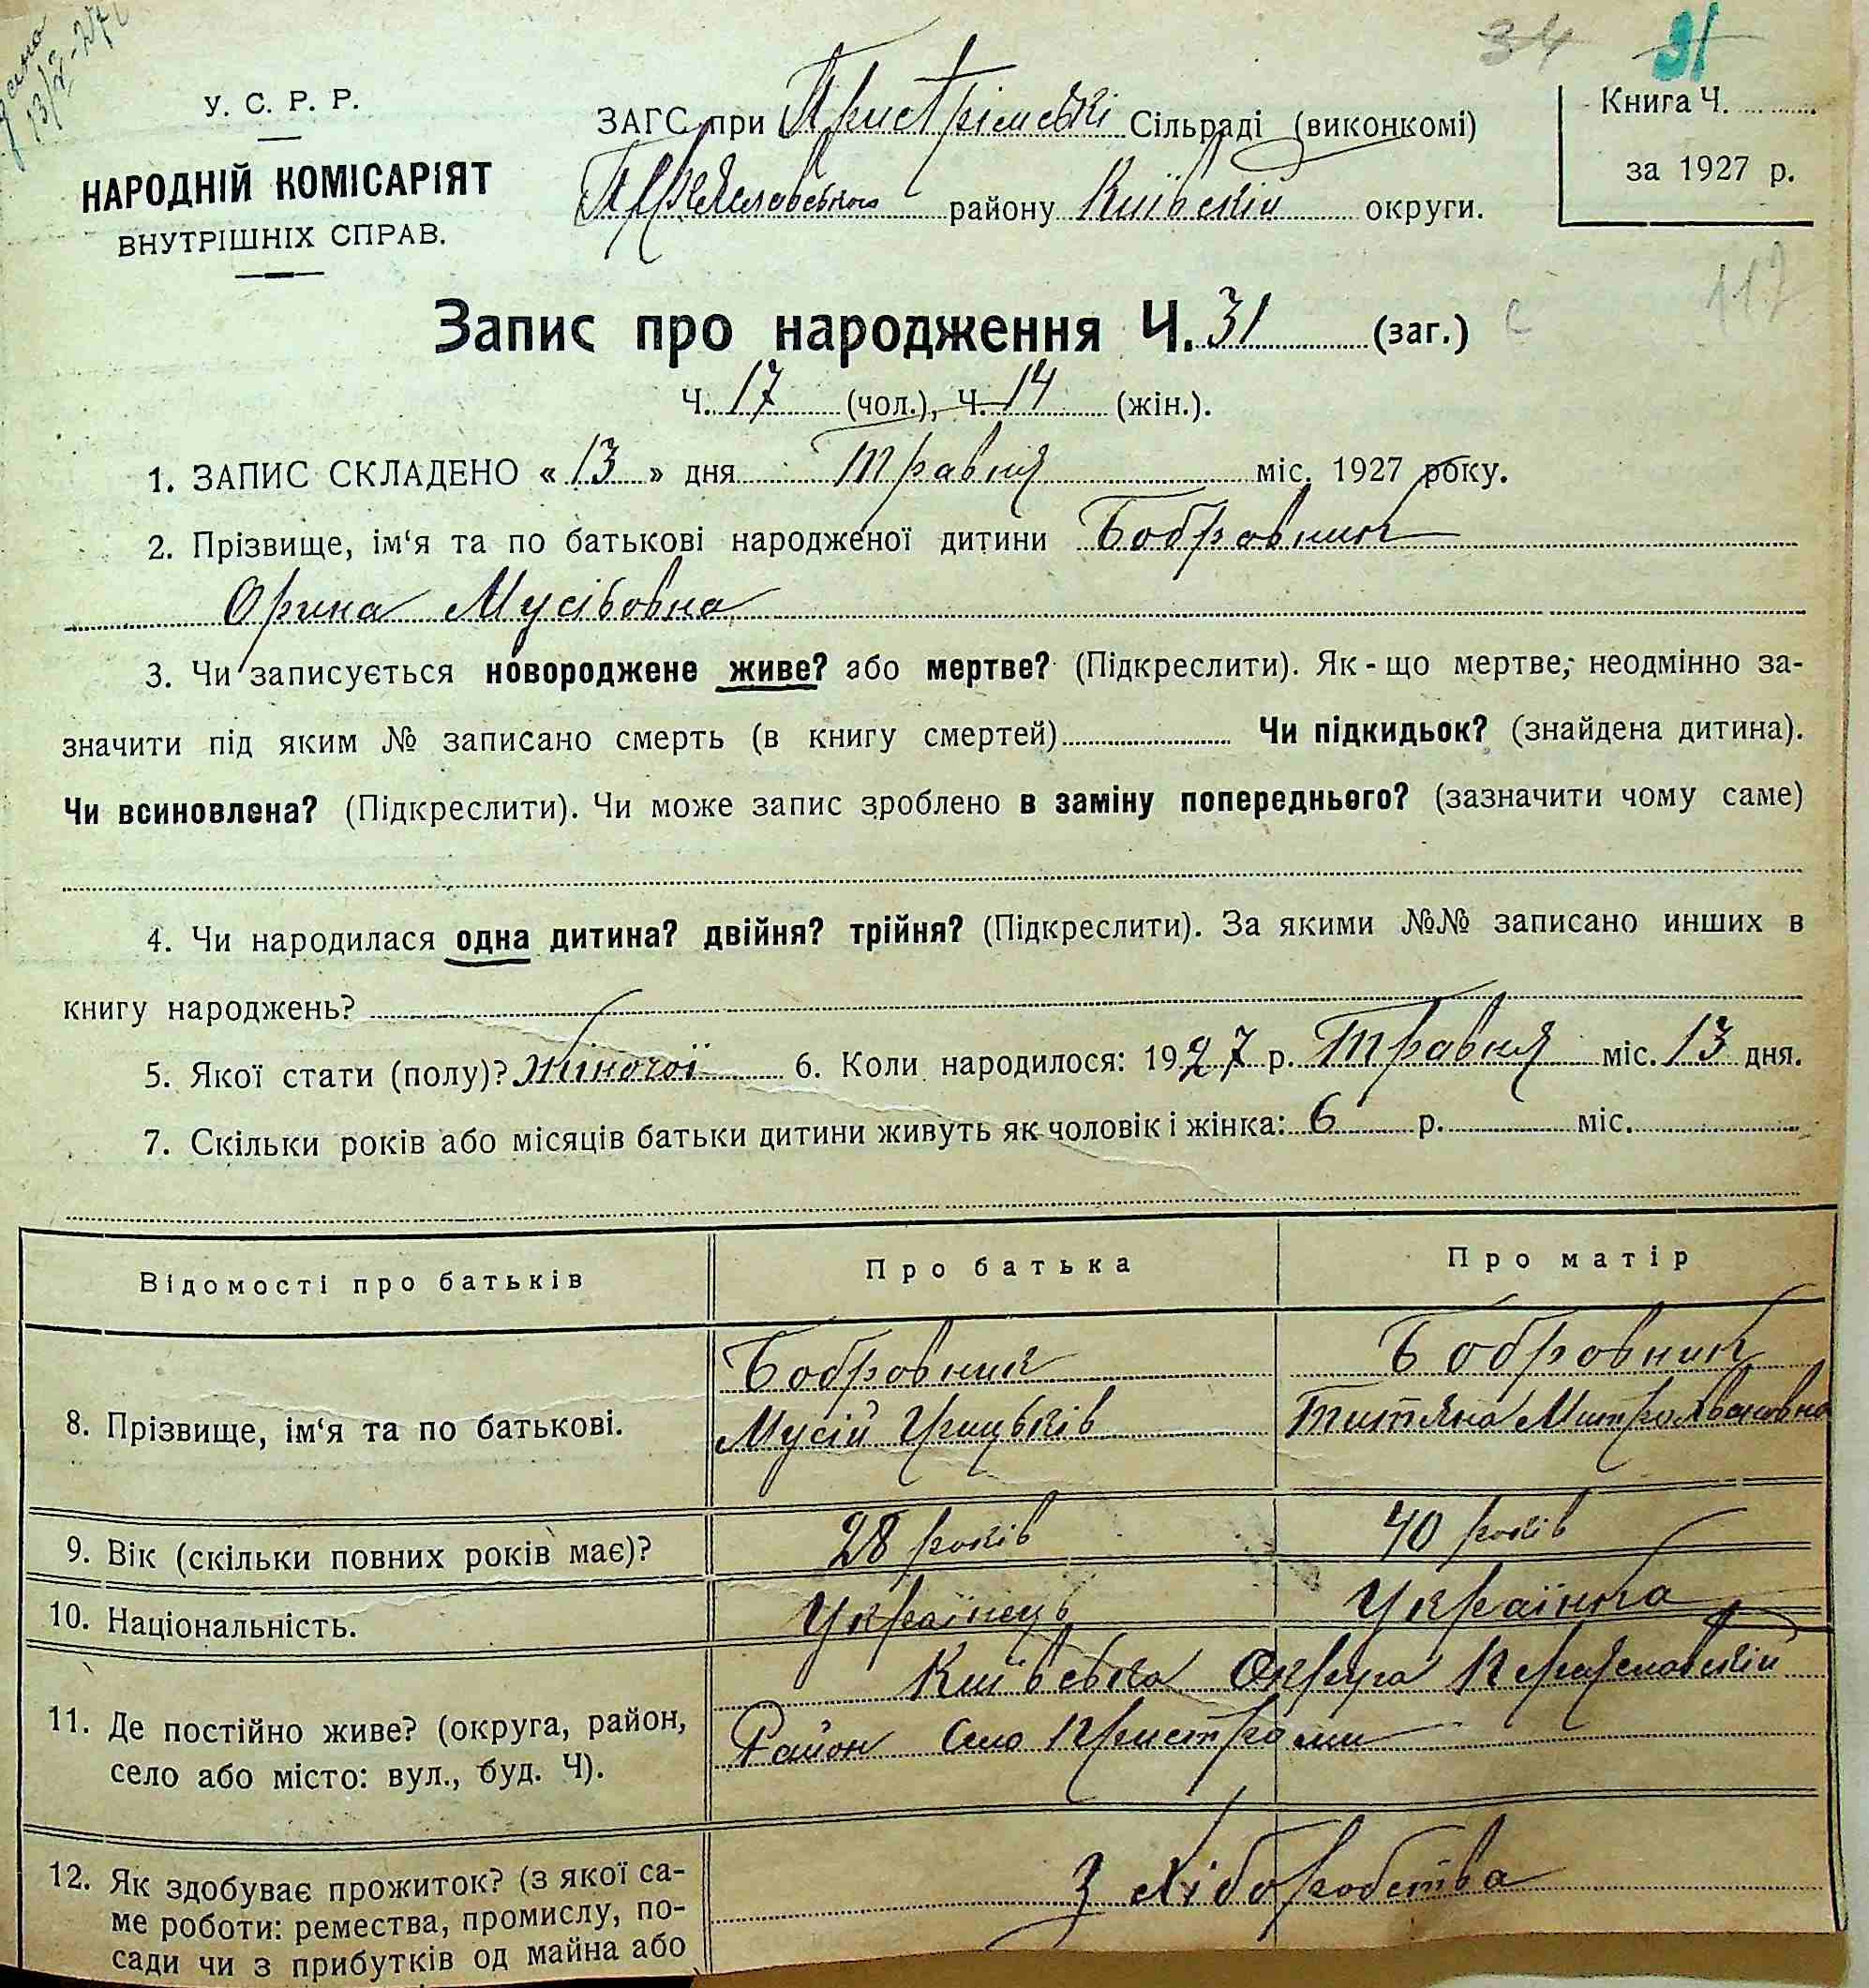 34 31
У. С. Р. Р.
НАРОДНІЙ КОМІСАРІЯТ
ВНУТРІШНІХ СПРАВ.
ЗАГС при Пристрімські Сільраді (виконкомі)
Переяславського району Київській округи.
Книга Ч.
за 1927 р.
117
Запис про народження Ч. 31 (заг.)
Ч. 17 (чол.), Ч. 14 (жін.).
1. ЗАПИС СКЛАДЕНО « 13 » дня Травня міс. 1927 року.
2. Прізвище, ім‘я та по батькові народженої дитини Бобровник
Орина Мусібовна
3. Чи записується новороджене живе? або мертве? (Підкреслити). Як - що мертве, неодмінно за-
значити під яким № записано смерть (в книгу смертей) Чи підкидьок? (знайдена дитина).
Чи всиновлена? (Підкреслити). Чи може запис зроблено в заміну попереднього? (зазначити чому саме)
4. Чи народилася одна дитина? двійня? трійня? (Підкреслити). За якими №№ записано инших в
книгу народжень?
5. Якої стати (полу)? жіночої 6. Коли народилося: 1927 р. Травня міс. 13 дня.
7. Скільки років або місяців батьки дитини живуть як чоловік і жінка: 6 р. міс.
Відомості про батьків Про батька Про матір
8. Прізвище, ім‘я та по батькові.
Бобровник
Мусій Грицьків
Бобровник
Титяна
9. Вік (скільки повних років має)? 28 років 40 років
10. Національність. Українець Українка
11. Де постійно живе? (округа, район,
село або місто: вул., буд. Ч).
Київська Округа Переяславскій
Район Село Пристроми
12. Як здобуває прожиток? (з якої са-
ме роботи: ремества, промислу, по-
сади чи з прибутків од майна або
З хліборобства